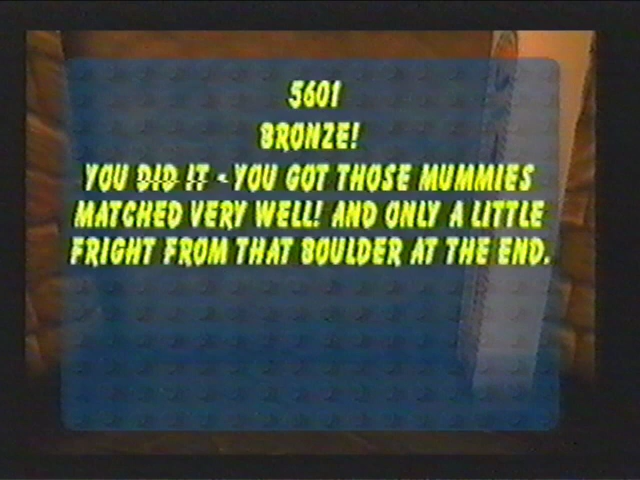 5601
BRONZE!
YOU DID IT - YOU GOT THOSE MUMMIES
MATCHED VERY WELL! AND ONLY A LITTLE
FRIGHT FROM THAT BOULDER AT THE END.